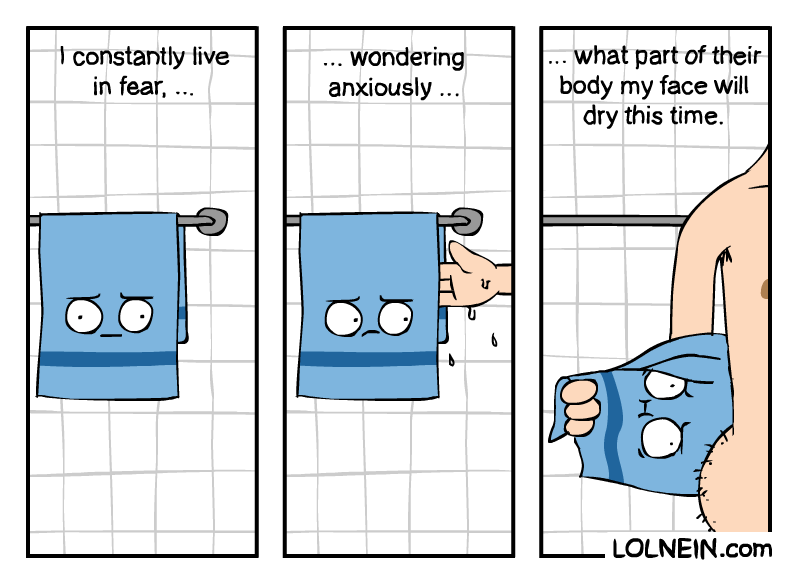 I constantly live
in fear, ...
... wondering
anxiously ...
... what part of their
body my face will
dry this time.
LOLNEIN.com